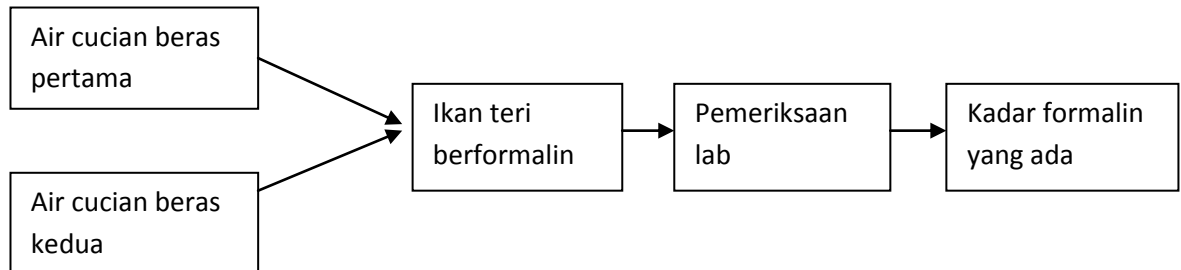 Air cucian beras
pertama
Air cucian beras
kedua
Ikan teri
berformalin
Pemeriksaan
lab
Kadar formalin
yang ada